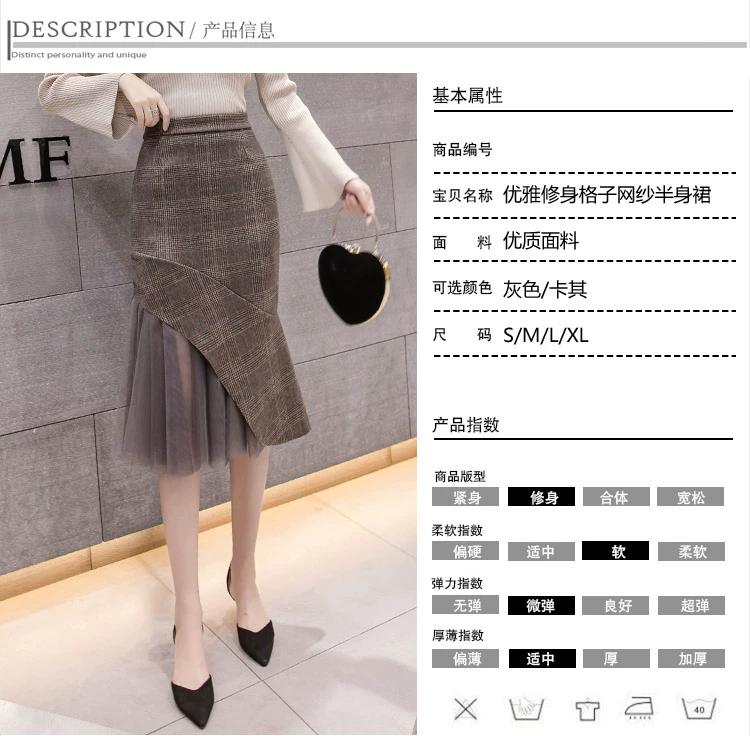 DESCRIPTION / 产品信息
Distinct personality and unique
MF
基本属性
商品编号
宝贝名称 优雅修身格子网纱半身裙
面 料 优质面料
可选颜色 灰色/卡其
尺 码 S/M/L/XL
产品指数
商品版型
紧身 修身 合体 宽松
柔软指数
偏硬 适中 软 柔软
弹力指数
无弹 微弹 良好 超弹
厚薄指数
偏薄 适中 厚 加厚
40